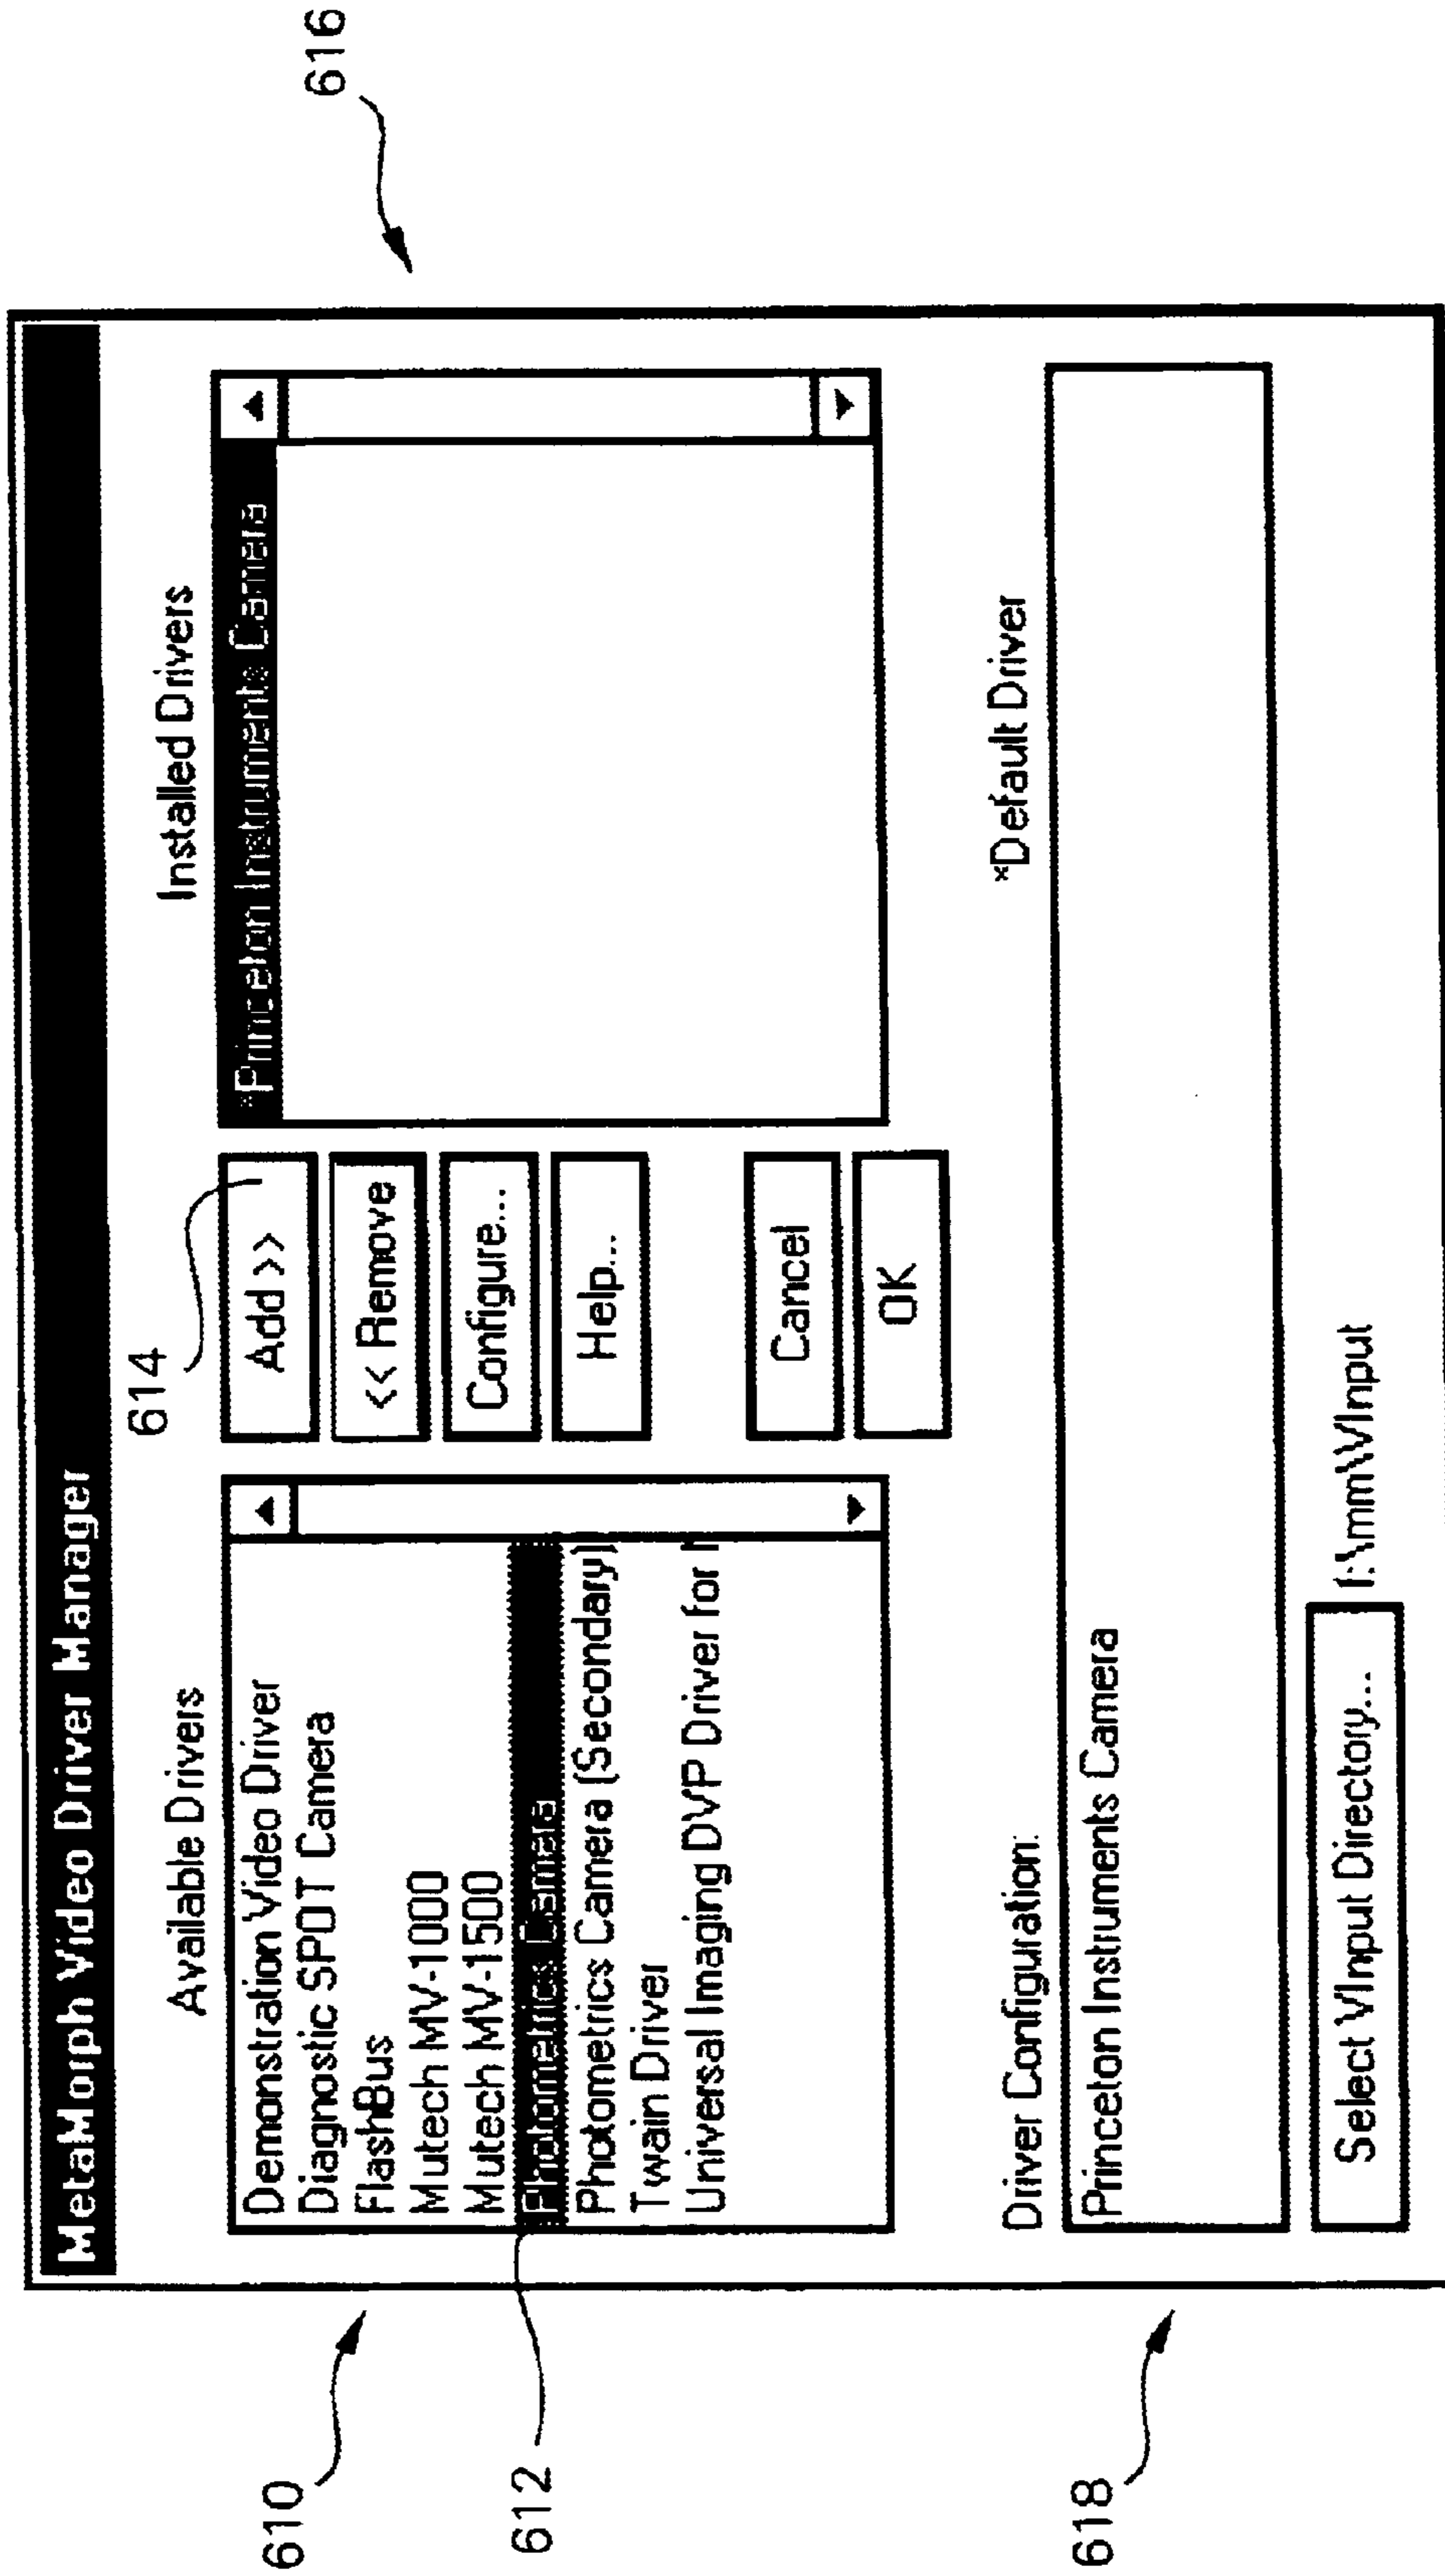 MetaMorph Video Driver Manager
614
616
610
Available Drivers
Demonstration Video Driver
Diagnostic SPOT Camera
FlashBus
Mutech MV-1000
Mutech MV-1500
Photometrics Camera
Photometrics Camera (Secondary)
Twain Driver
Universal Imaging DVP Driver for
612
Add >>
<< Remove
Configure...
Help...
Cancel
OK
Installed Drivers
*Princeton Instruments Camera
*Default Driver
Driver Configuration:
Princeton Instruments Camera
618
Select VInput Directory...
I:\mm\VInput